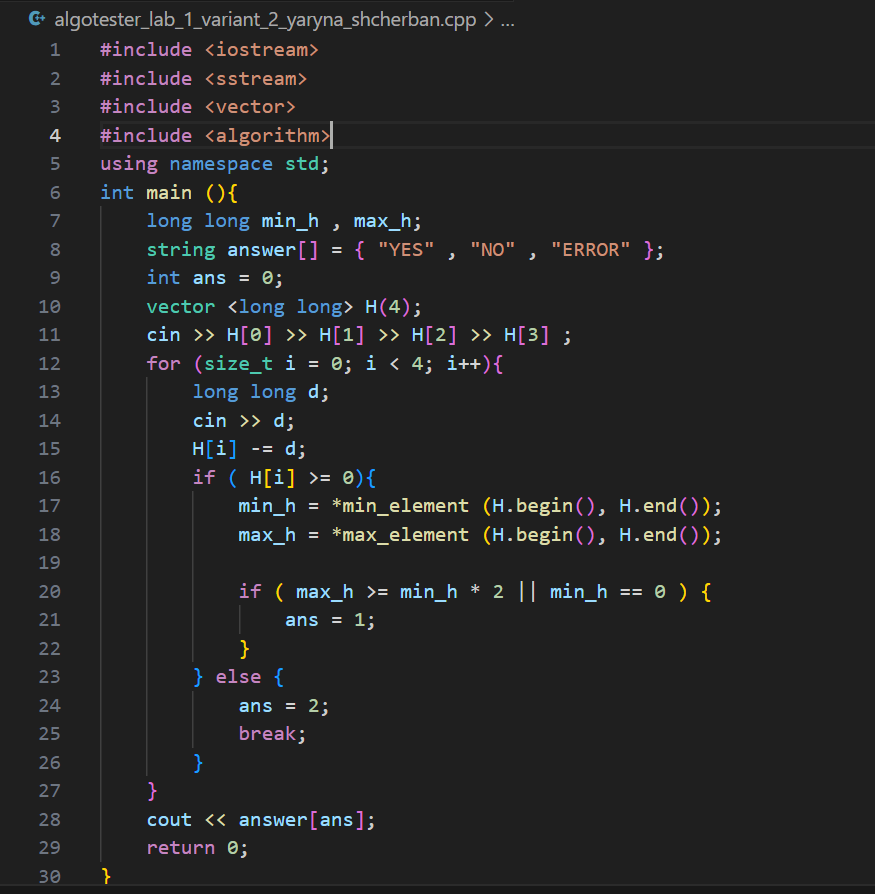 algotester_lab_1_variant_2_yaryna_shcherban.cpp > ...
1 #include <iostream>
2 #include <sstream>
3 #include <vector>
4 #include <algorithm>
5 using namespace std;
6 int main (){
7     long long min_h , max_h;
8     string answer[] = { "YES" , "NO" , "ERROR" };
9     int ans = 0;
10     vector <long long> H(4);
11     cin >> H[0] >> H[1] >> H[2] >> H[3] ;
12     for (size_t i = 0; i < 4; i++){
13         long long d;
14         cin >> d;
15         H[i] -= d;
16         if ( H[i] >= 0){
17             min_h = *min_element (H.begin(), H.end());
18             max_h = *max_element (H.begin(), H.end());
19
20             if ( max_h >= min_h * 2 || min_h == 0 ) {
21                 ans = 1;
22             }
23         } else {
24             ans = 2;
25             break;
26         }
27     }
28     cout << answer[ans];
29     return 0;
30 }